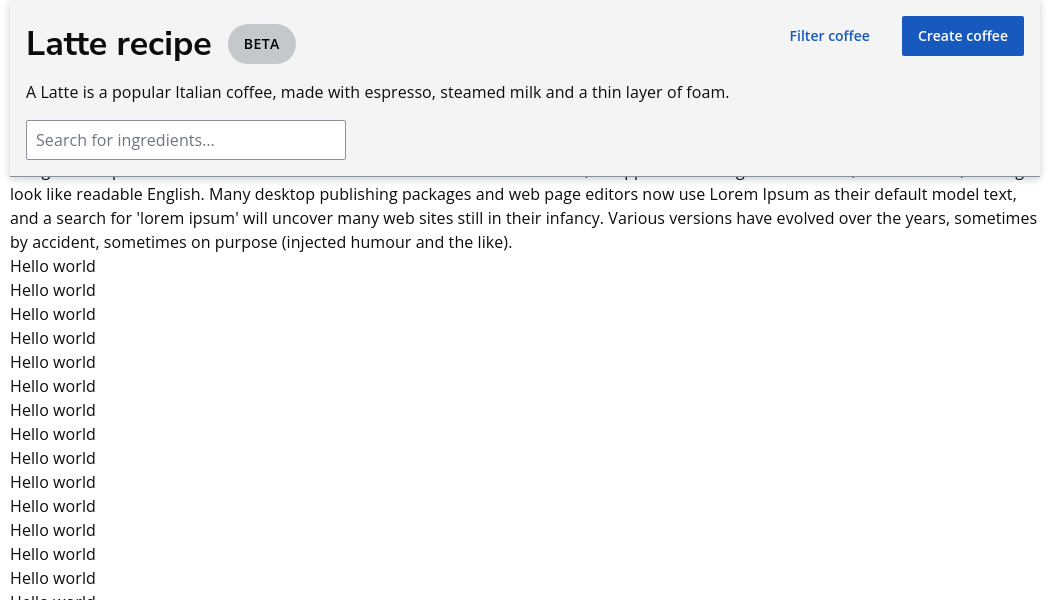 Latte recipe
BETA
Filter coffee
Create coffee
A Latte is a popular Italian coffee, made with espresso, steamed milk and a thin layer of foam.
Search for ingredients...
look like readable English. Many desktop publishing packages and web page editors now use Lorem Ipsum as their default model text,
and a search for 'lorem ipsum' will uncover many web sites still in their infancy. Various versions have evolved over the years, sometimes
by accident, sometimes on purpose (injected humour and the like).
Hello world
Hello world
Hello world
Hello world
Hello world
Hello world
Hello world
Hello world
Hello world
Hello world
Hello world
Hello world
Hello world
Hello world